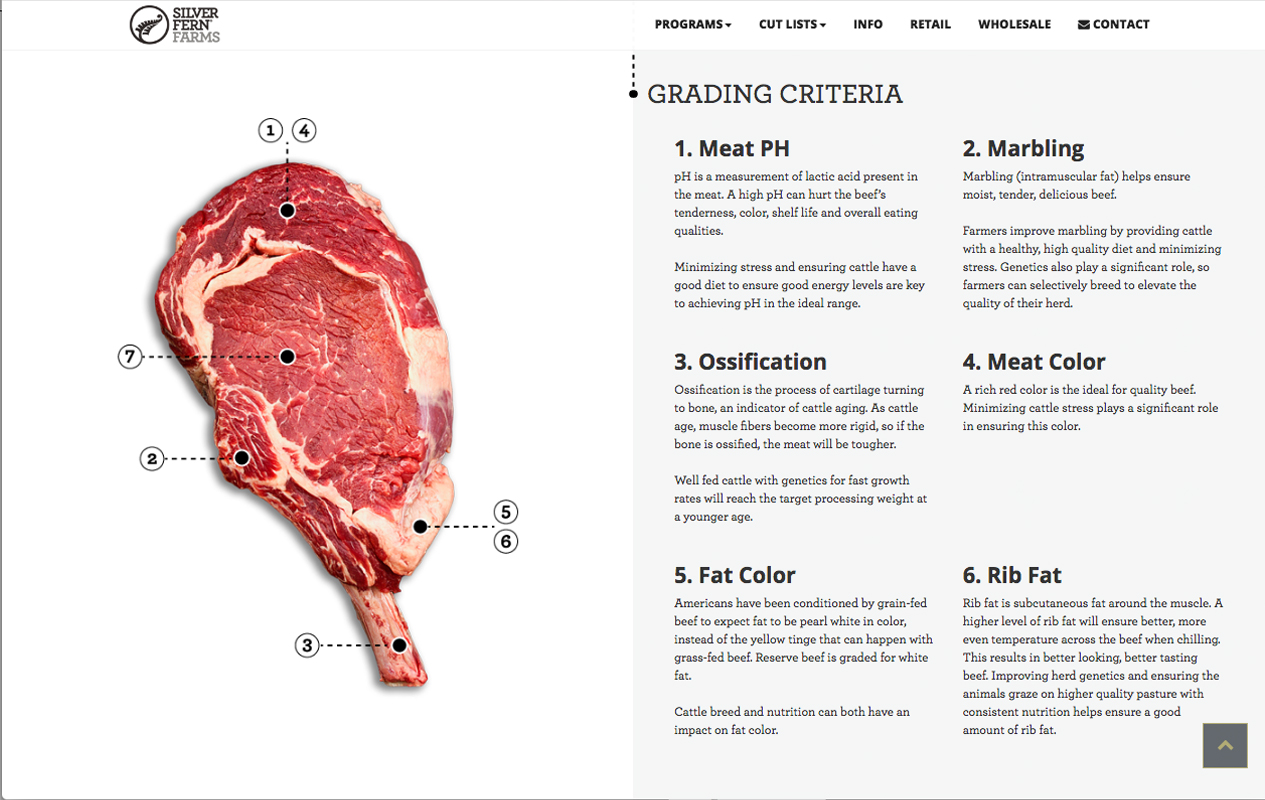 SILVER
FERN
FARMS
PROGRAMS
CUT LISTS
INFO
RETAIL
WHOLESALE
CONTACT
1 4
7
2
5
6
3
GRADING CRITERIA
1. Meat PH
pH is a measurement of lactic acid present in
the meat. A high pH can hurt the beef's
tenderness, color, shelf life and overall eating
qualities.
Minimizing stress and ensuring cattle have a
good diet to ensure good energy levels are key
to achieving pH in the ideal range.
2. Marbling
Marbling (intramuscular fat) helps ensure
moist, tender, delicious beef.
Farmers improve marbling by providing cattle
with a healthy, high quality diet and minimizing
stress. Genetics also play a significant role, so
farmers can selectively breed to elevate the
quality of their herd.
3. Ossification
Ossification is the process of cartilage turning
to bone, an indicator of cattle aging. As cattle
age, muscle fibers become more rigid, so if the
bone is ossified, the meat will be tougher.
Well fed cattle with genetics for fast growth
rates will reach the target processing weight at
a younger age.
4. Meat Color
A rich red color is the ideal for quality beef.
Minimizing cattle stress plays a significant role
in ensuring this color.
5. Fat Color
Americans have been conditioned by grain-fed
beef to expect fat to be pearl white in color,
instead of the yellow tinge that can happen with
grass-fed beef. Reserve beef is graded for white
fat.
Cattle breed and nutrition can both have an
impact on fat color.
6. Rib Fat
Rib fat is subcutaneous fat around the muscle. A
higher level of rib fat will ensure better, more
even temperature across the beef when chilling.
This results in better looking, better tasting
beef. Improving herd genetics and ensuring the
animals graze on higher quality pasture with
consistent nutrition helps ensure a good
amount of rib fat.